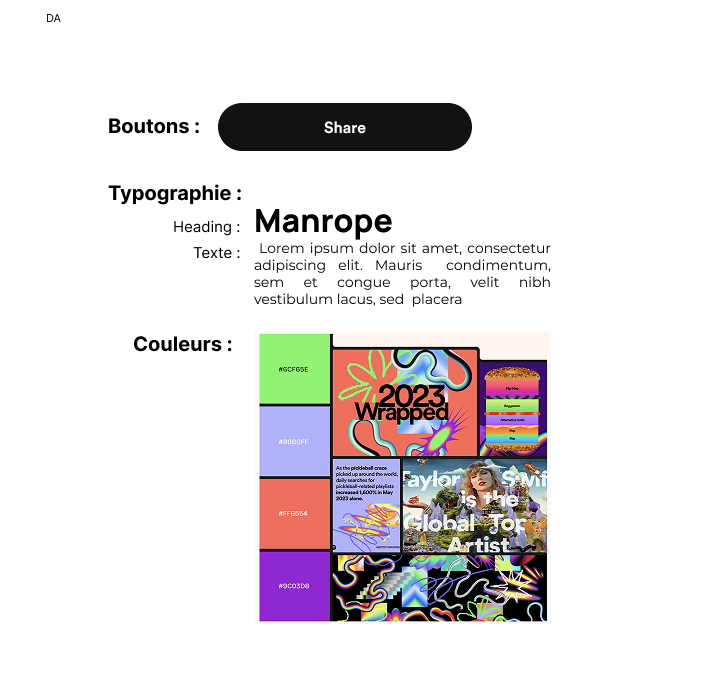 DA
Boutons :
Share
Typographie :
Heading :
Manrope
Texte :
Lorem ipsum dolor sit amet, consectetur
adipiscing elit. Mauris condimentum,
sem et congue porta, velit nibh
vestibulum lacus, sed placera
Couleurs :
#6CF65E
#B0B0FF
#FF6554
#9C03D8
2023
Wrapped
Hip-Hop
Reggaeton
Alternative Indie
Pop
Rap
As the pickleball craze
picked up around the world,
daily searches for
pickleball-related playlists
increased 1,600% in May
2023 alone.
Taylor Swift
is the
Global Top
Artist